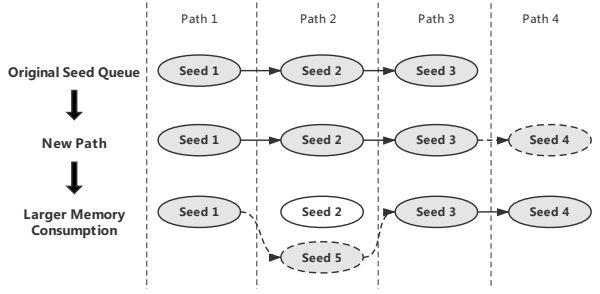 Path 1 Path 2 Path 3 Path 4
Original Seed Queue Seed 1 Seed 2 Seed 3
New Path Seed 1 Seed 2 Seed 3 Seed 4
Larger Memory Consumption Seed 1 Seed 2 Seed 3 Seed 4
Seed 5